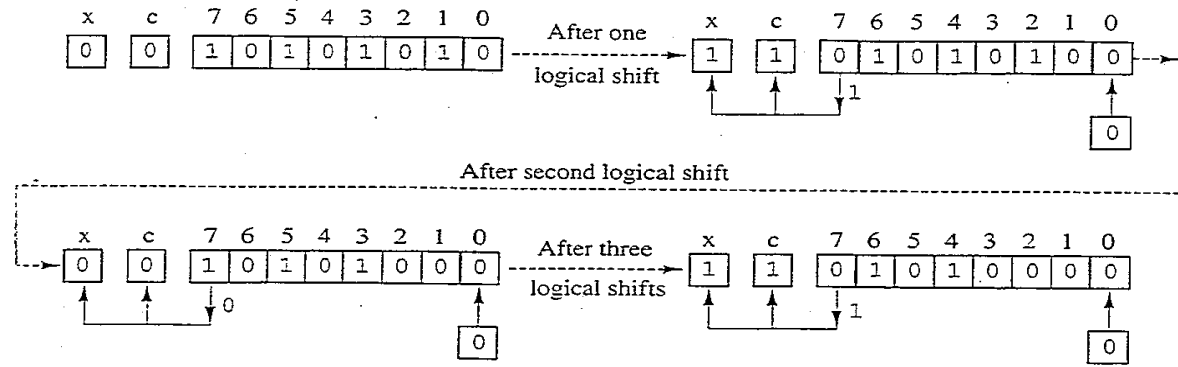 x c 7 6 5 4 3 2 1 0
0 0 1 0 1 0 1 0 1 0
After one
logical shift
x c 7 6 5 4 3 2 1 0
1 1 0 1 0 1 0 1 0 0
1
0
After second logical shift
x c 7 6 5 4 3 2 1 0
0 0 1 0 1 0 1 0 0 0
0
0
After three
logical shifts
x c 7 6 5 4 3 2 1 0
1 1 0 1 0 1 0 0 0 0
1
0